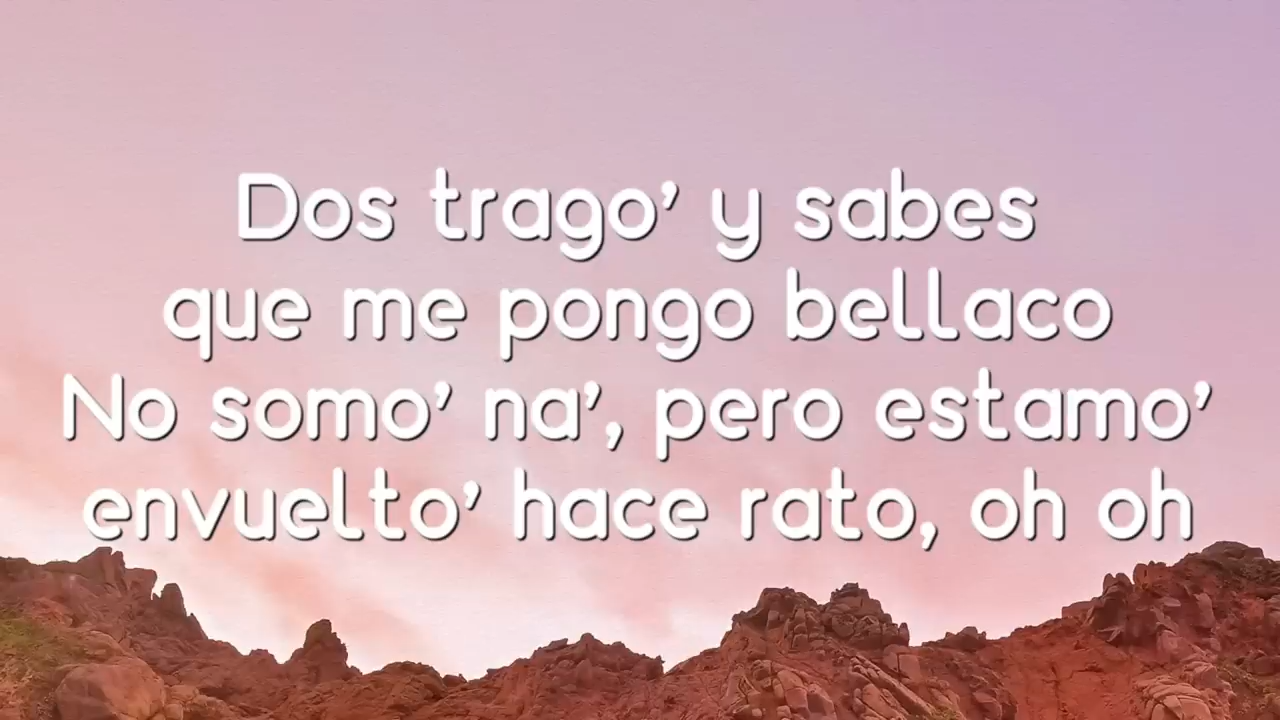 Dos trago' y sabes
que me pongo bellaco
No somo' na', pero estamo'
envuelto' hace rato, oh oh